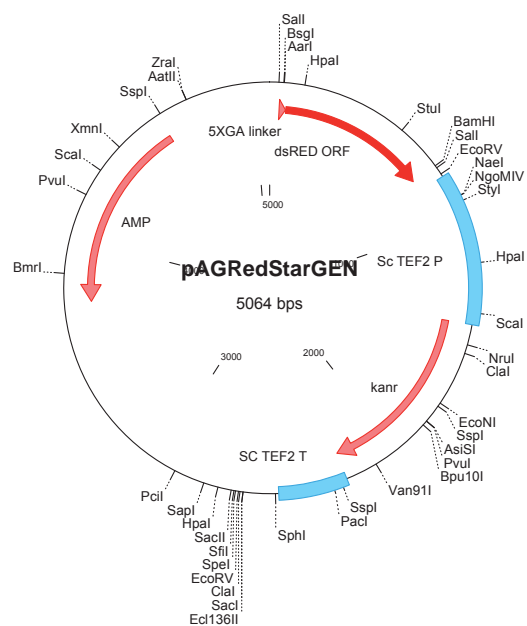 SalI
BsgI
AarI
HpaI
StuI
BamHI
SalI
EcoRV
NaeI
NgoMIV
StyI
HpaI
ScaI
NruI
ClaI
EcoNI
SspI
AsiSI
PvuI
Bpu10I
Van91I
SspI
PacI
SphI
Ecl136II
SacI
ClaI
EcoRV
SpeI
SfiI
SacII
HpaI
SapI
PciI
BmrI
PvuI
ScaI
XmnI
SspI
AatII
ZraI
5XGA linker
dsRED ORF
Sc TEF2 P
kanr
SC TEF2 T
AMP
5000
1000
2000
3000
4000
pAGRedStarGEN
5064 bps